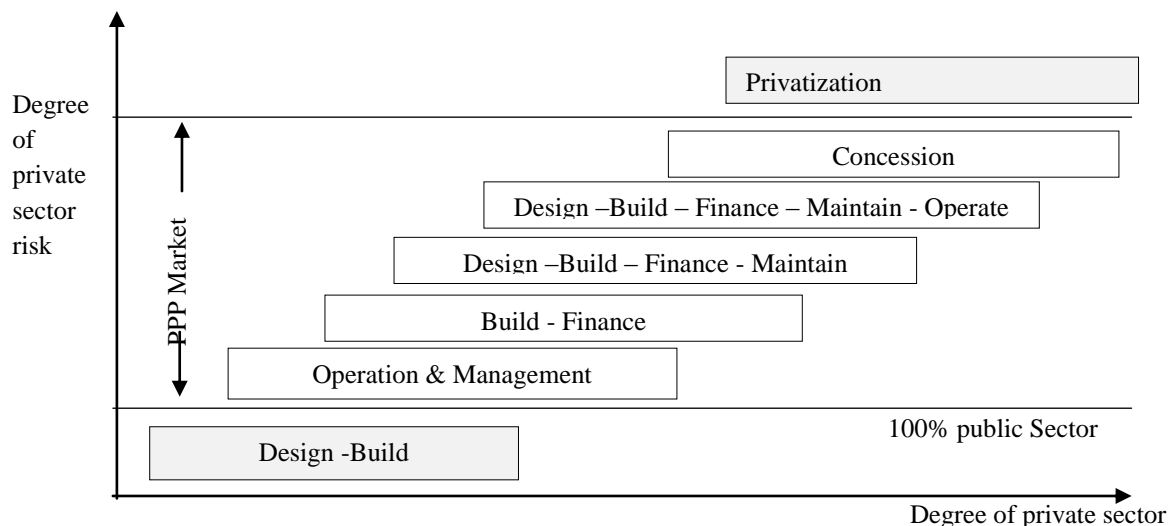 Privatization
Degree
of
private
sector
risk
Concession
Design –Build – Finance – Maintain - Operate
PPP Market
Design –Build – Finance - Maintain
Build - Finance
Operation & Management
100% public Sector
Design -Build
Degree of private sector